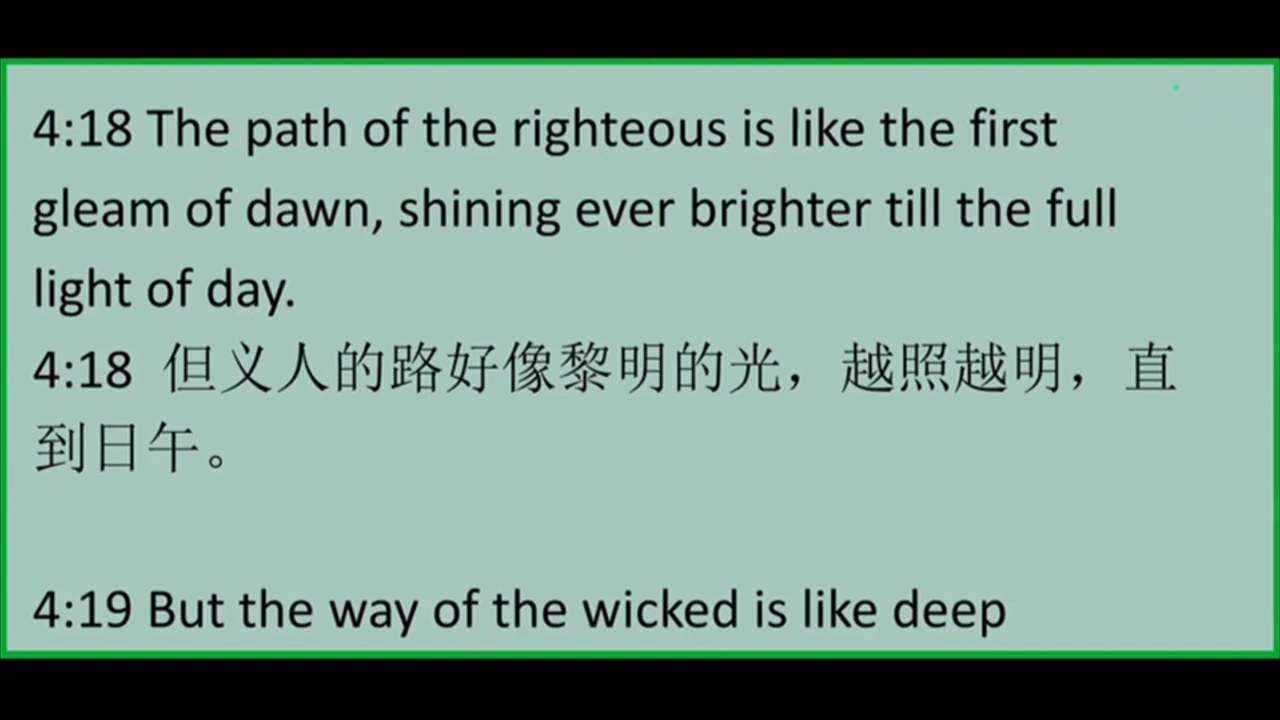 4:18 The path of the righteous is like the first
gleam of dawn, shining ever brighter till the full
light of day.
4:18 但义人的路好像黎明的光，越照越明，直
到日午。
4:19 But the way of the wicked is like deep